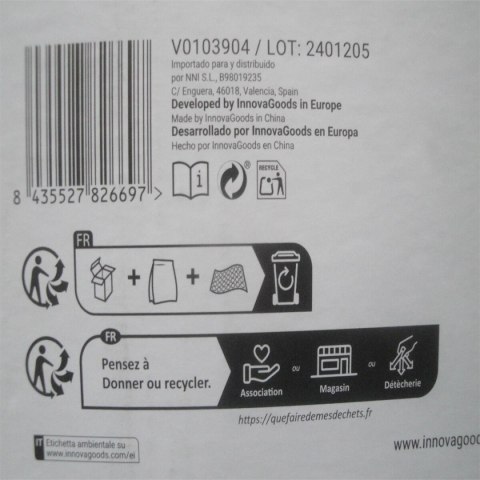 V0103904 / LOT: 2401205
Importado para y distribuido
por NNI S.L., B98019235
C/ Enguera, 46018, Valencia, Spain
Developed by InnovaGoods in Europe
Made by InnovaGoods in China
Desarrollado por InnovaGoods en Europa
Hecho por InnovaGoods en China
8 435527 826697 >
i
®
RECYCLE
FR
+ +
FR
Pensez à
Donner ou recycler.
Association ou Magasin ou Détècherie
https://quefairedemesdechets.fr
IT Etichetta ambientale su
www.innovagoods.com/ei
www.innovagoo